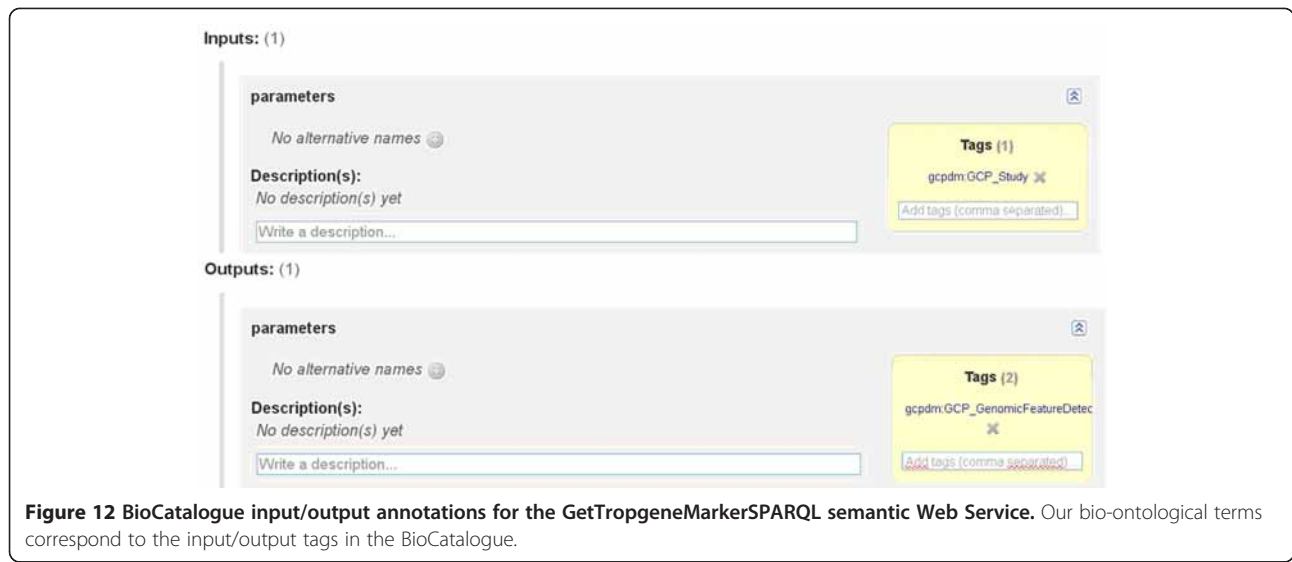 Inputs: (1)
parameters
No alternative names
Tags (1)
gcpdm:GCP_Study
Description(s):
No description(s) yet
Add tags (comma separated)...
Write a description...
Outputs: (1)
parameters
No alternative names
Tags (2)
gcpdm:GCP_GenomicFeatureDetec
Description(s):
No description(s) yet
Add tags (comma separated)
Write a description...
Figure 12 BioCatalogue input/output annotations for the GetTropgeneMarkerSPARQL semantic Web Service. Our bio-ontological terms
correspond to the input/output tags in the BioCatalogue.